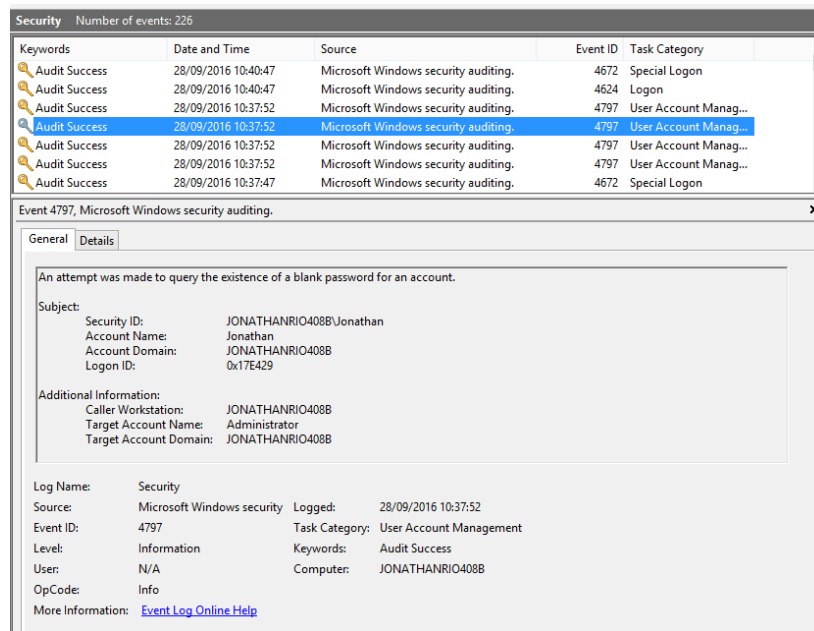 Security Number of events: 226
Keywords Date and Time Source Event ID Task Category
Audit Success 28/09/2016 10:40:47 Microsoft Windows security auditing. 4672 Special Logon
Audit Success 28/09/2016 10:40:47 Microsoft Windows security auditing. 4624 Logon
Audit Success 28/09/2016 10:37:52 Microsoft Windows security auditing. 4797 User Account Manag...
Audit Success 28/09/2016 10:37:52 Microsoft Windows security auditing. 4797 User Account Manag...
Audit Success 28/09/2016 10:37:52 Microsoft Windows security auditing. 4797 User Account Manag...
Audit Success 28/09/2016 10:37:52 Microsoft Windows security auditing. 4797 User Account Manag...
Audit Success 28/09/2016 10:37:47 Microsoft Windows security auditing. 4672 Special Logon
Event 4797, Microsoft Windows security auditing.
General Details
An attempt was made to query the existence of a blank password for an account.
Subject:
Security ID: JONATHANRIO408B\Jonathan
Account Name: Jonathan
Account Domain: JONATHANRIO408B
Logon ID: 0x17E429
Additional Information:
Caller Workstation: JONATHANRIO408B
Target Account Name: Administrator
Target Account Domain: JONATHANRIO408B
Log Name: Security
Source: Microsoft Windows security Logged: 28/09/2016 10:37:52
Event ID: 4797 Task Category: User Account Management
Level: Information Keywords: Audit Success
User: N/A Computer: JONATHANRIO408B
OpCode: Info
More Information: Event Log Online Help